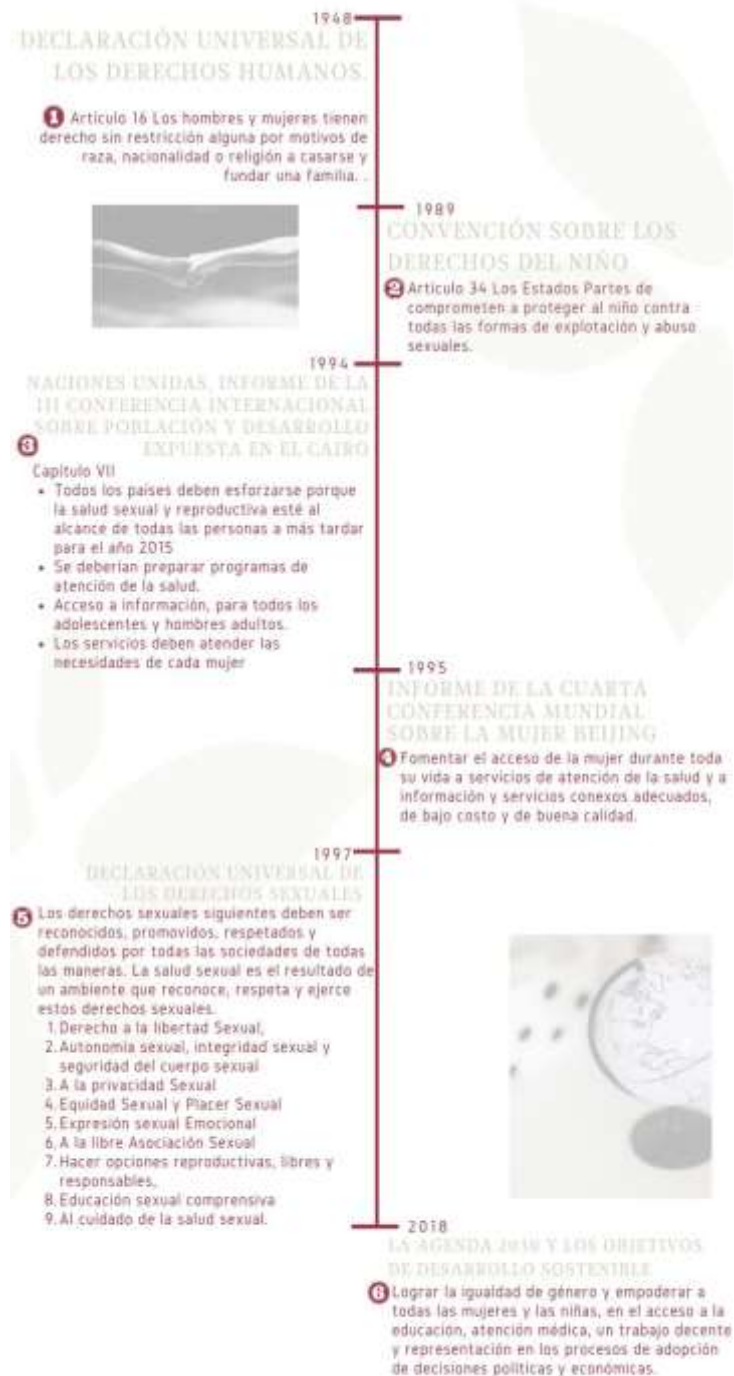 1948
DECLARACIÓN UNIVERSAL DE
LOS DERECHOS HUMANOS.
1 Artículo 16 Los hombres y mujeres tienen
derecho sin restricción alguna por motivos de
raza, nacionalidad o religión a casarse y
fundar una familia. .
1989
CONVENCIÓN SOBRE LOS
DERECHOS DEL NIÑO
2 Artículo 34 Los Estados Partes de
comprometen a proteger al niño contra
todas las formas de explotación y abuso
sexuales.
1994
NACIONES UNIDAS, INFORME DE LA
III CONFERENCIA INTERNACIONAL
SOBRE POBLACIÓN Y DESARROLLO
EXPUESTA EN EL CAIRO
3
Capítulo VII
• Todos los países deben esforzarse porque
la salud sexual y reproductiva esté al
alcance de todas las personas a más tardar
para el año 2015
• Se deberían preparar programas de
atención de la salud.
• Acceso a información, para todos los
adolescentes y hombres adultos.
• Los servicios deben atender las
necesidades de cada mujer
1995
INFORME DE LA CUARTA
CONFERENCIA MUNDIAL
SOBRE LA MUJER BEIJING
4 Fomentar el acceso de la mujer durante toda
su vida a servicios de atención de la salud y a
información y servicios conexos adecuados,
de bajo costo y de buena calidad.
1997
DECLARACIÓN UNIVERSAL DE
LOS DERECHOS SEXUALES
5 Los derechos sexuales siguientes deben ser
reconocidos, promovidos, respetados y
defendidos por todas las sociedades de todas
las maneras. La salud sexual es el resultado de
un ambiente que reconoce, respeta y ejerce
estos derechos sexuales.
1. Derecho a la libertad Sexual,
2. Autonomía sexual, integridad sexual y
seguridad del cuerpo sexual
3. A la privacidad Sexual
4. Equidad Sexual y Placer Sexual
5. Expresión sexual Emocional
6. A la libre Asociación Sexual
7. Hacer opciones reproductivas, libres y
responsables,
8. Educación sexual comprensiva
9. Al cuidado de la salud sexual.
2018
LA AGENDA 2030 Y LOS OBJETIVOS
DE DESARROLLO SOSTENIBLE
6 Lograr la igualdad de género y empoderar a
todas las mujeres y las niñas, en el acceso a la
educación, atención médica, un trabajo decente
y representación en los procesos de adopción
de decisiones políticas y económicas.